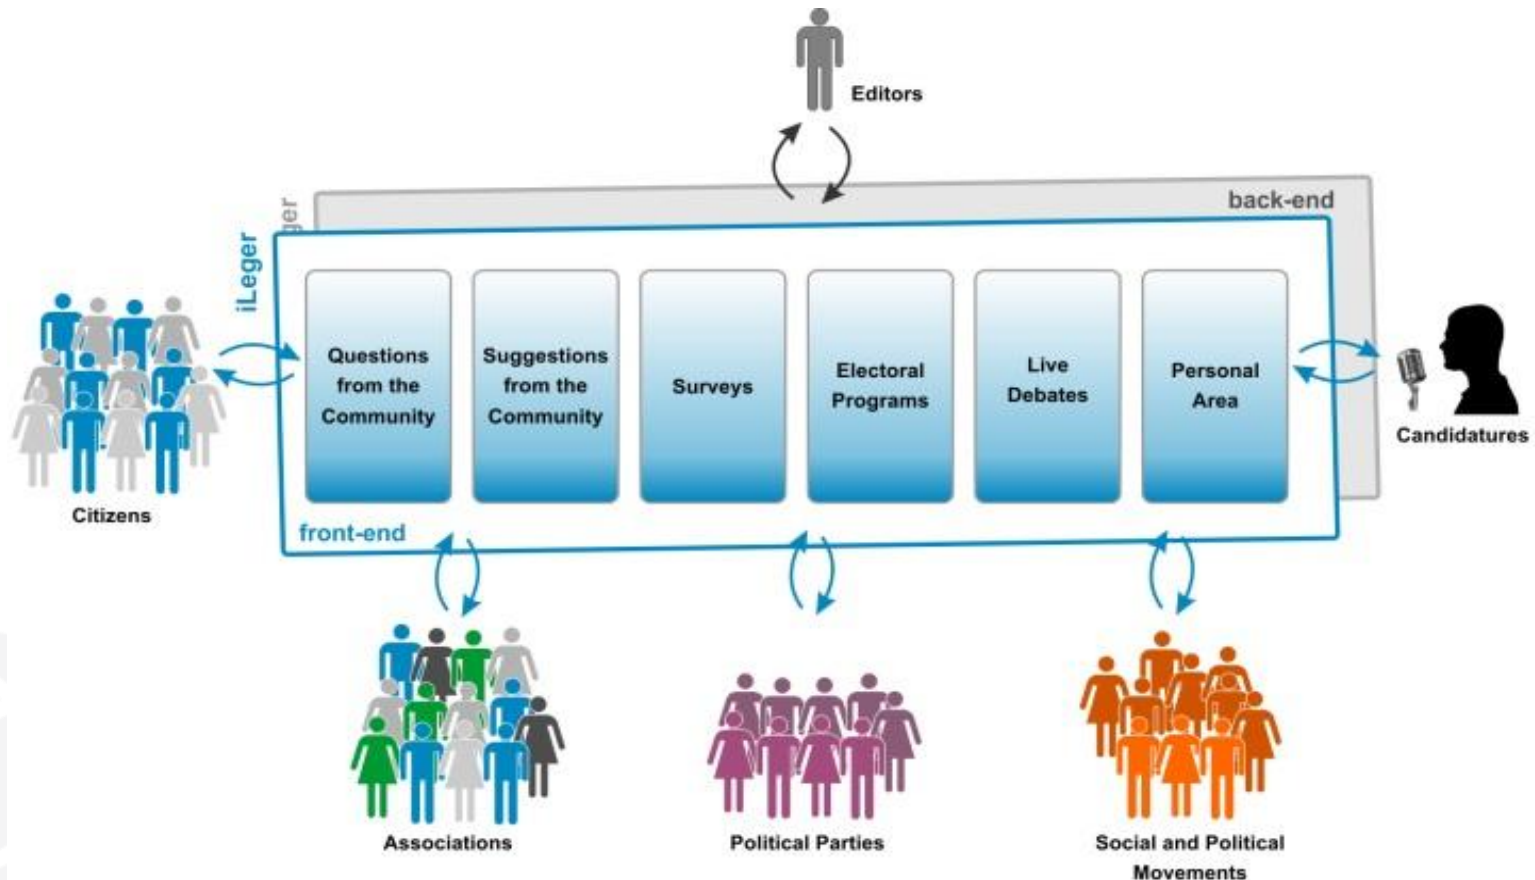 Editors
back-end
ger
iLeger
Questions
from the
Community
Suggestions
from the
Community
Surveys
Electoral
Programs
Live
Debates
Personal
Area
Candidatures
Citizens
front-end
Associations
Political Parties
Social and Political
Movements